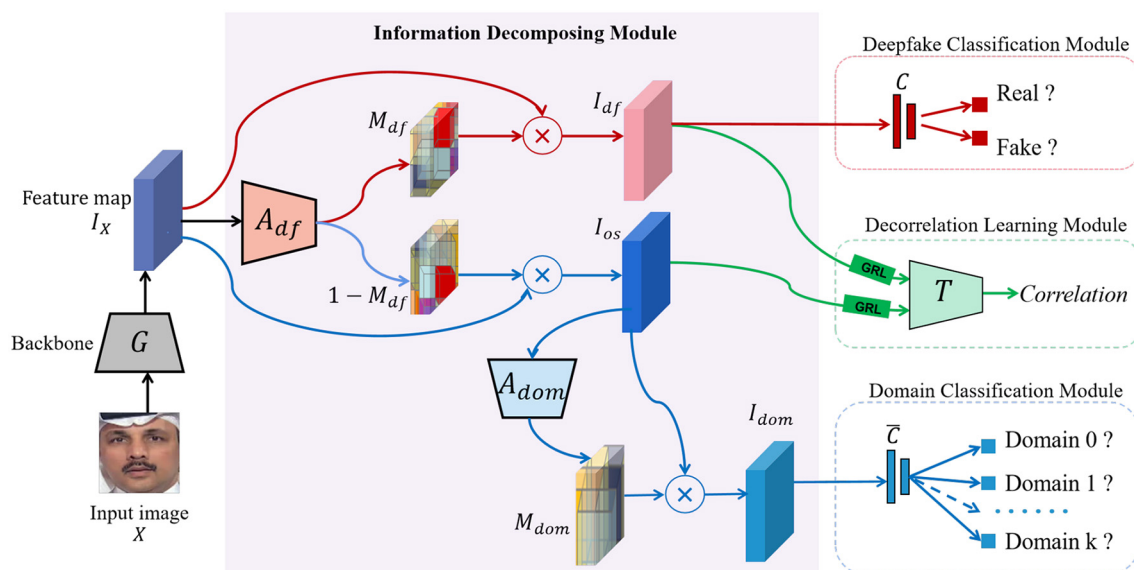 Information Decomposing Module
Deepfake Classification Module
C
Real ?
Fake ?
M_df
I_df
Feature map
I_X
A_df
I_os
1 − M_df
Decorrelation Learning Module
GRL
GRL
T
Correlation
Backbone
G
A_dom
I_dom
M_dom
Domain Classification Module
C̅
Domain 0 ?
Domain 1 ?
. . . . . .
Domain k ?
Input image
X